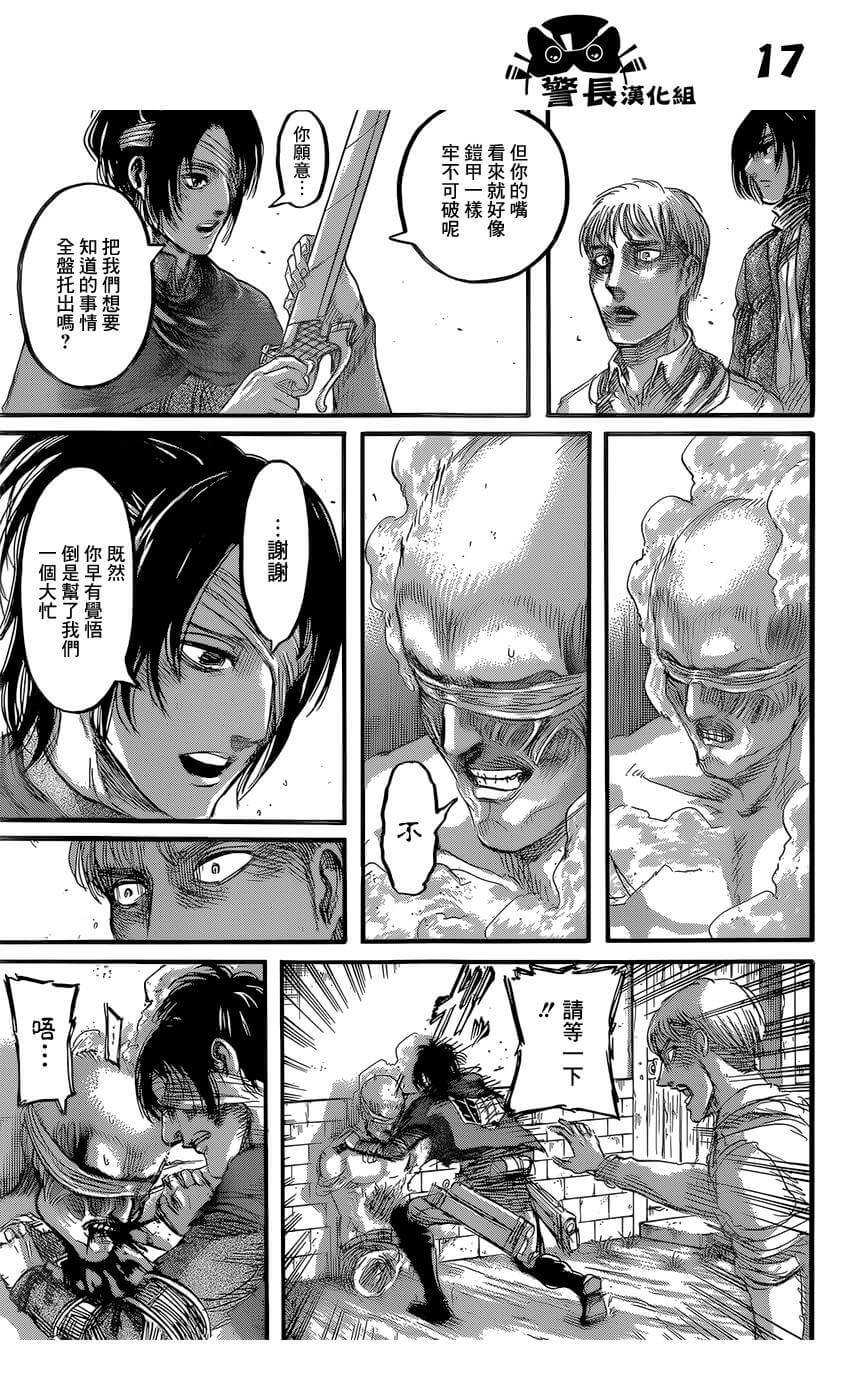 警長漢化組
17
但你的嘴
看來就好像
鎧甲一樣
牢不可破呢
你願意…
把我們想要
知道的事情
全盤托出嗎?
不
…謝謝
既然
你早有覺悟
倒是幫了我們
一個大忙
請等一下
!!
唔…